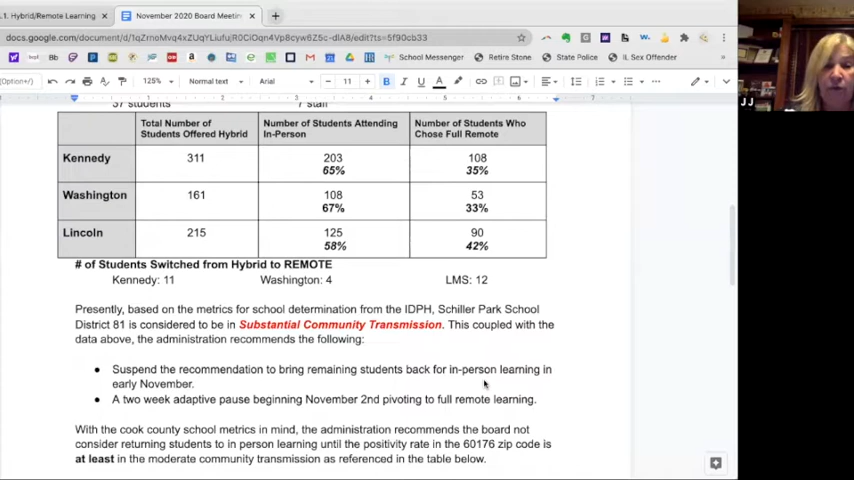 .1. Hybrid/Remote Learning
November 2020 Board Meetin
docs.google.com/document/d/
/edit?ts=5f90cb33
School Messenger
Retire Stone
State Police
IL Sex Offender
Option+/)
125%
Normal text
Arial
11
B I U A
1 2 3 4 5 6 7
37 students 7 staff
Total Number of Students Offered Hybrid
Number of Students Attending In-Person
Number of Students Who Chose Full Remote
Kennedy 311 203 108
65% 35%
Washington 161 108 53
67% 33%
Lincoln 215 125 90
58% 42%
# of Students Switched from Hybrid to REMOTE
Kennedy: 11 Washington: 4 LMS: 12
Presently, based on the metrics for school determination from the IDPH, Schiller Park School
District 81 is considered to be in Substantial Community Transmission. This coupled with the
data above, the administration recommends the following:
● Suspend the recommendation to bring remaining students back for in-person learning in
early November.
● A two week adaptive pause beginning November 2nd pivoting to full remote learning.
With the cook county school metrics in mind, the administration recommends the board not
consider returning students to in person learning until the positivity rate in the 60176 zip code is
at least in the moderate community transmission as referenced in the table below.
J J